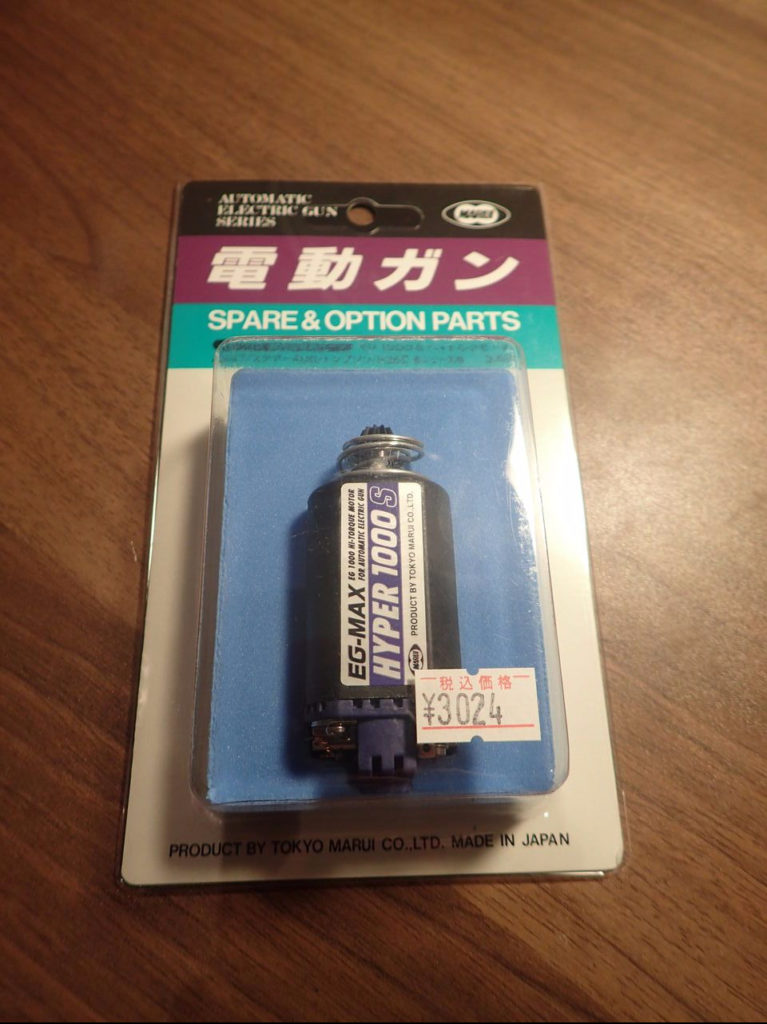 AUTOMATIC
ELECTRIC GUN
SERIES
MARUI
電動ガン
SPARE & OPTION PARTS
EG-MAX EG 1000 HI-TORQUE MOTOR
FOR AUTOMATIC ELECTRIC GUN
HYPER 1000 S
MARUI PRODUCT BY TOKYO MARUI CO.,LTD.
税込価格
¥3024
PRODUCT BY TOKYO MARUI CO.,LTD. MADE IN JAPAN